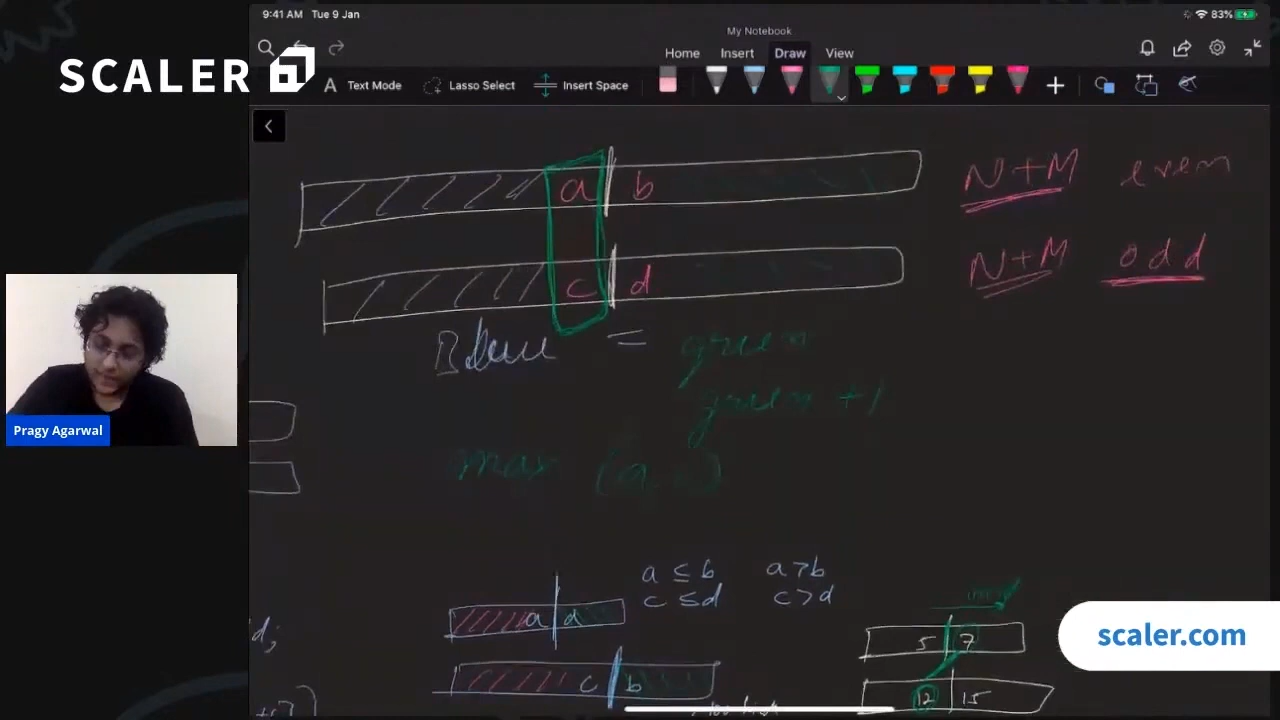 9:41 AM Tue 9 Jan
83%
My Notebook
SCALER
Home Insert Draw View
Text Mode Lasso Select Insert Space
a b
N+M even
c d
N+M odd
Blue = green
green +1
max (a, c)
a ≤ b a > b
c ≤ d c > d
a d
c b
5 7
12 15
d;
Pragy Agarwal
scaler.com